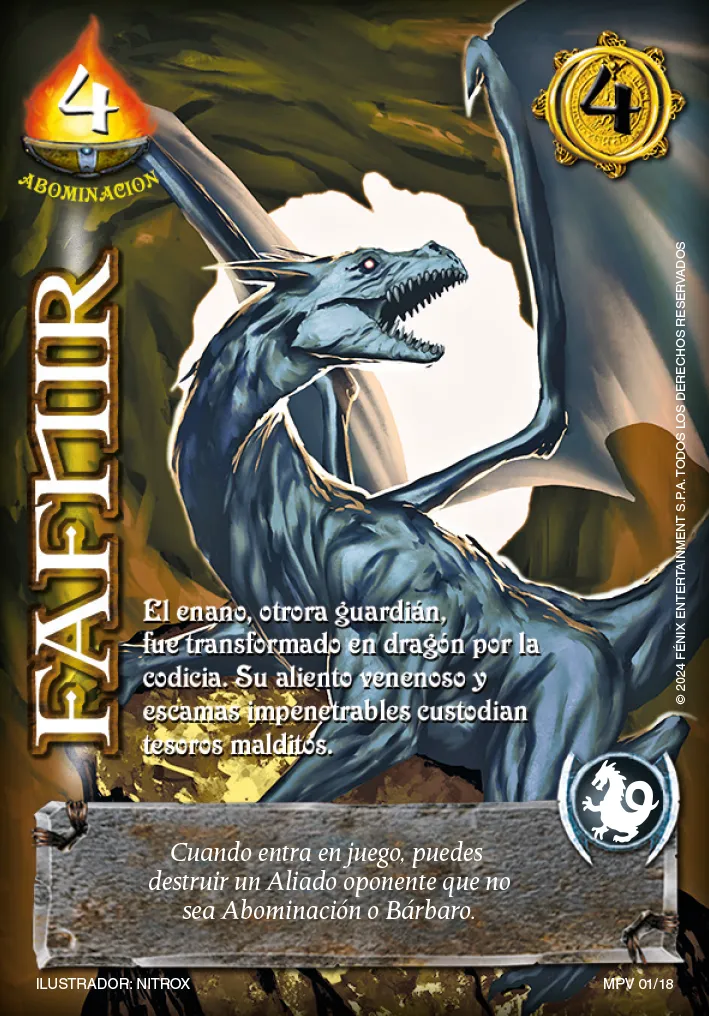 4
4
ABOMINACION
FAFNIR
El enano, otrora guardián,
fue transformado en dragón por la
codicia. Su aliento venenoso y
escamas impenetrables custodian
tesoros malditos.
© 2024 FÉNIX ENTERTAINMENT S.P.A. TODOS LOS DERECHOS RESERVADOS
Cuando entra en juego, puedes
destruir un Aliado oponente que no
sea Abominación o Bárbaro.
ILUSTRADOR: NITROX
MPV 01/18